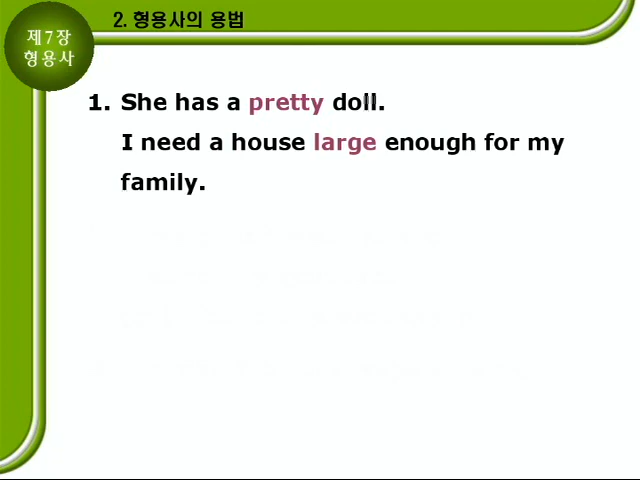 제7장
형용사
2. 형용사의 용법
1. She has a pretty doll.
I need a house large enough for my
family.